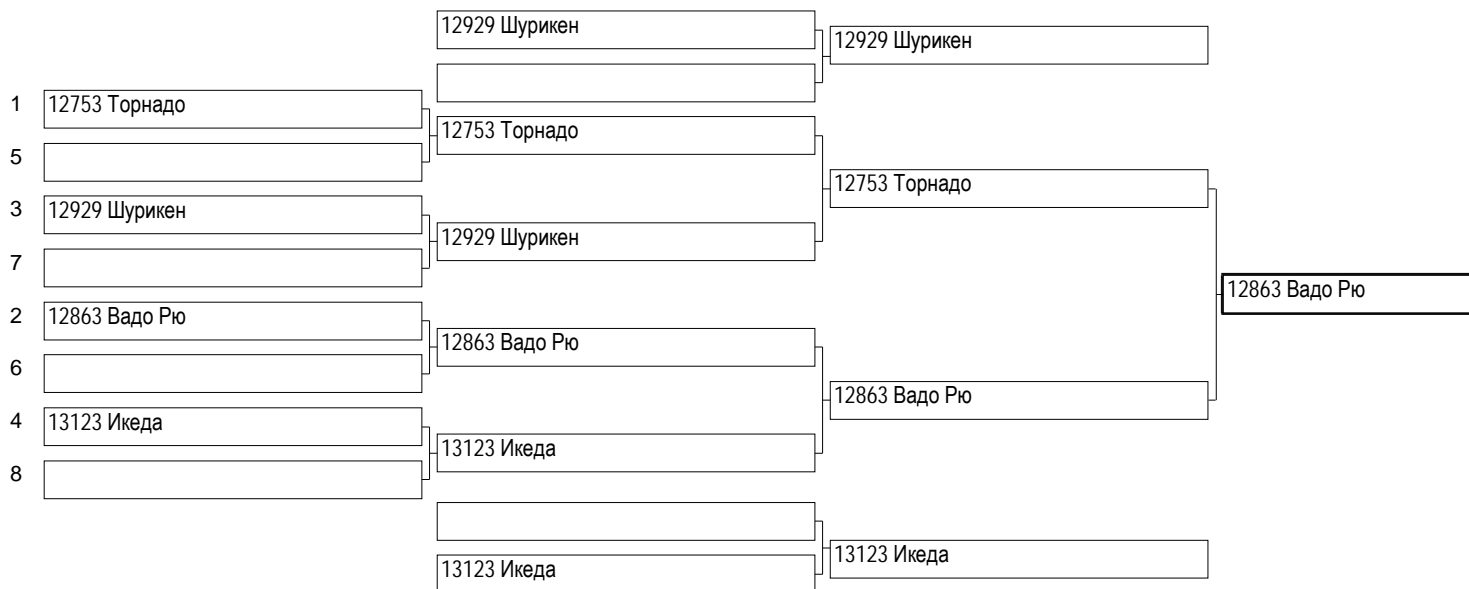 12929 Шурикен
12929 Шурикен
1 12753 Торнадо
12753 Торнадо
5
12753 Торнадо
3 12929 Шурикен
12929 Шурикен
7
12863 Вадо Рю
2 12863 Вадо Рю
12863 Вадо Рю
6
12863 Вадо Рю
4 13123 Икеда
13123 Икеда
8
13123 Икеда
13123 Икеда